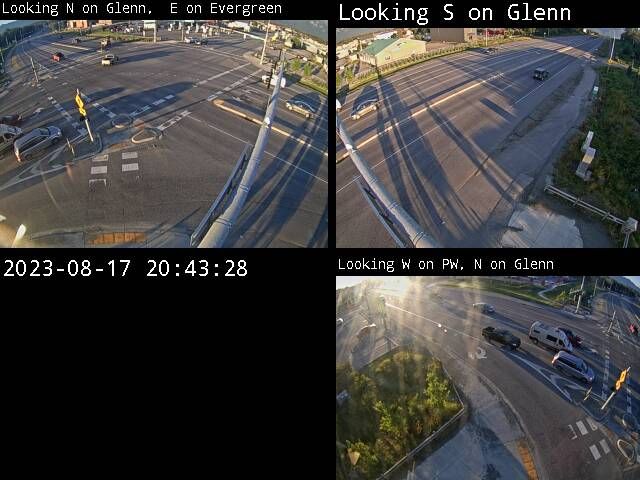 Looking N on Glenn,  E on Evergreen
Looking S on Glenn
2023-08-17 20:43:28
Looking W on PW, N on Glenn